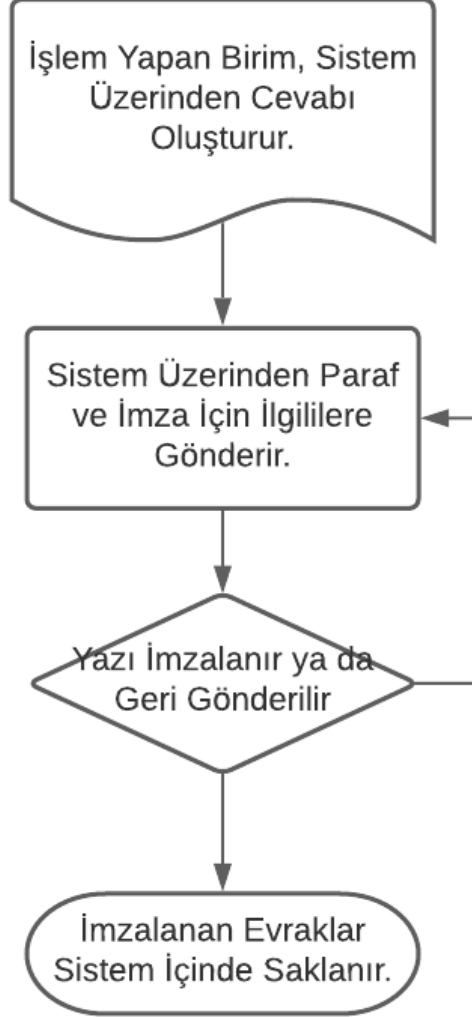 İşlem Yapan Birim, Sistem
Üzerinden Cevabı
Oluşturur.
Sistem Üzerinden Paraf
ve İmza İçin İlgililere
Gönderir.
Yazı İmzalanır ya da
Geri Gönderilir
İmzalanan Evraklar
Sistem İçinde Saklanır.